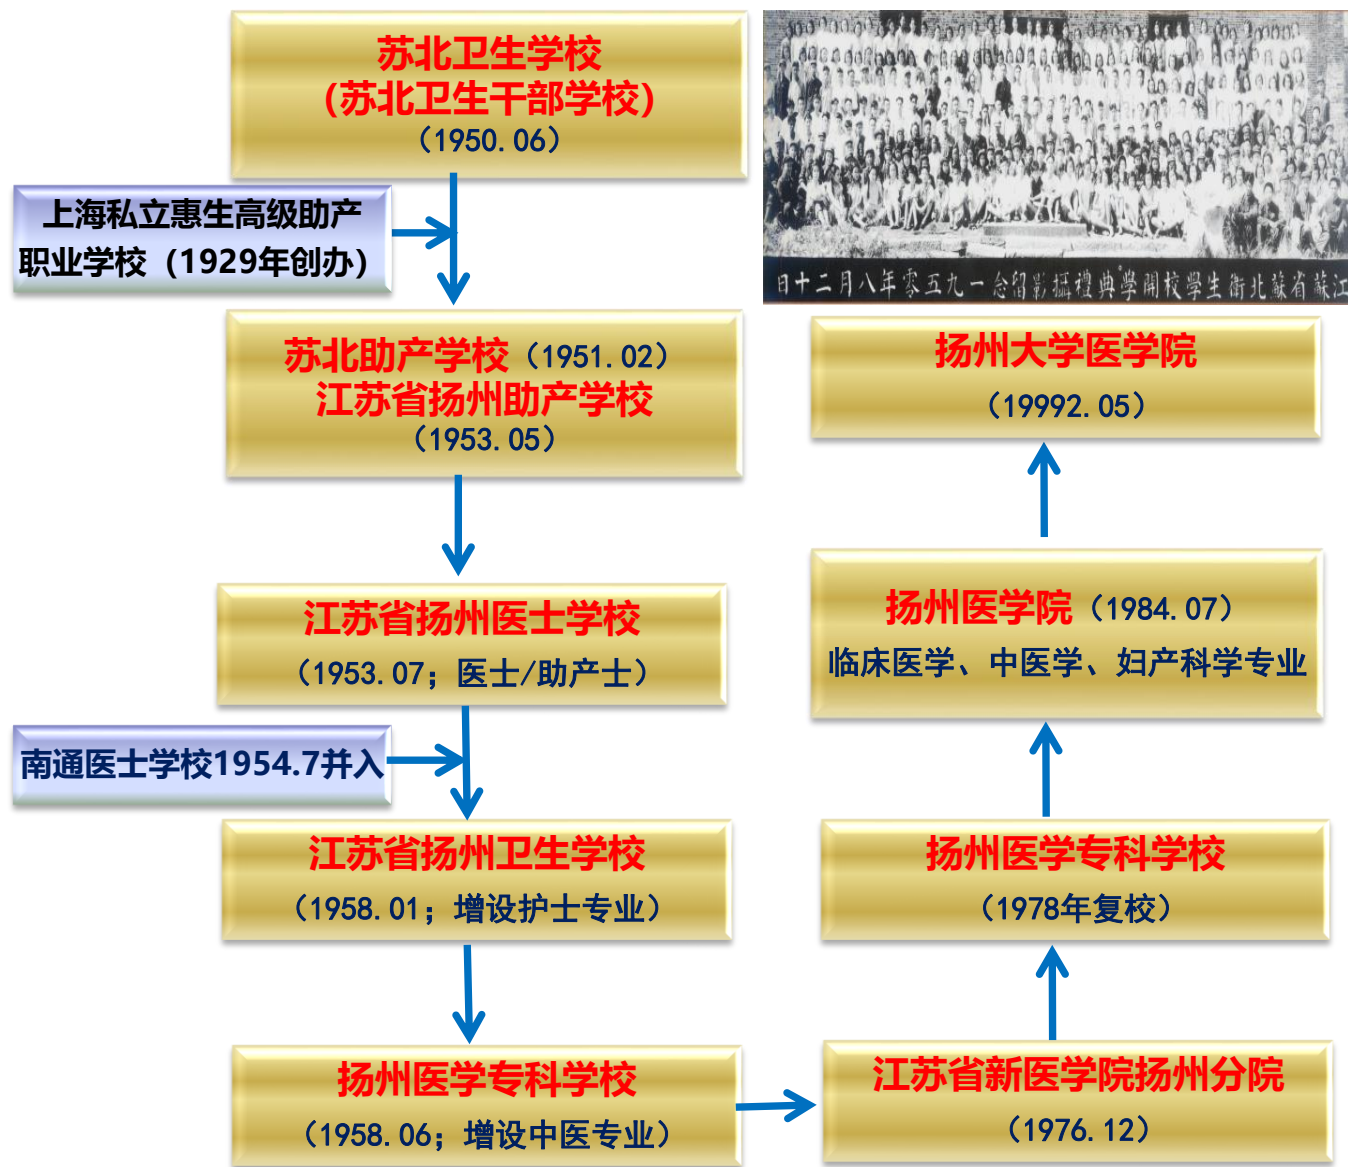 苏北卫生学校
（苏北卫生干部学校）
（1950.06）
上海私立惠生高级助产
职业学校（1929年创办）
苏北助产学校（1951.02）
江苏省扬州助产学校
（1953.05）
江苏省扬州医士学校
（1953.07；医士/助产士）
南通医士学校1954.7并入
江苏省扬州卫生学校
（1958.01；增设护士专业）
扬州医学专科学校
（1958.06；增设中医专业）
江苏省新医学院扬州分院
（1976.12）
扬州医学专科学校
（1978年复校）
扬州医学院（1984.07）
临床医学、中医学、妇产科学专业
扬州大学医学院
（19992.05）
江蘇省蘇北衛生學校開學典禮攝影留念一九五零年八月二十日